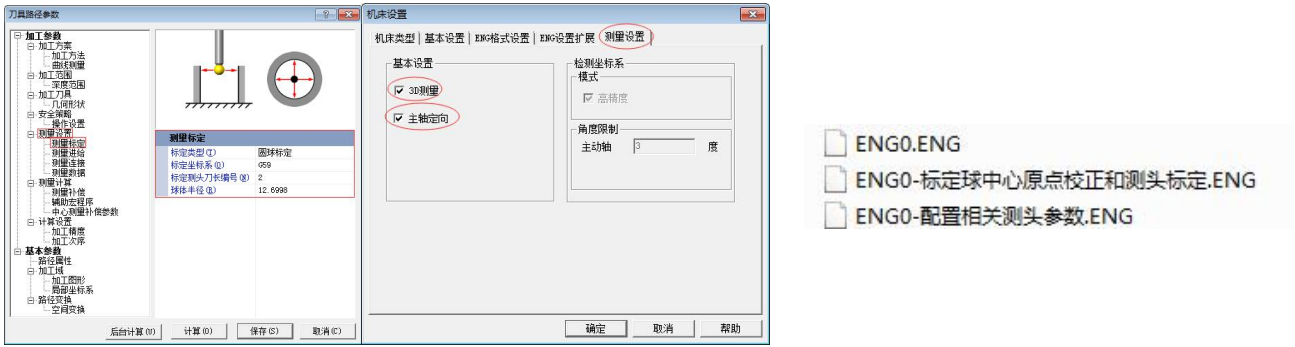 刀具路径参数
加工参数
加工方案
加工方法
曲线测量
加工范围
深度范围
加工刀具
几何形状
安全策略
操作设置
测量设置
测量标定
测量进给
测量连接
测量数据
测量计算
测量补偿
辅助宏程序
中心测量补偿参数
计算设置
加工精度
加工次序
基本参数
路径属性
加工域
加工图形
局部坐标系
路径变换
空间变换
测量标定
标定类型(T) 圆球标定
标定坐标系(O) G59
标定测头刀长编号(N) 2
球体半径(R) 12.6998
后台计算(U) 计算(O) 保存(S) 取消(C)
机床设置
机床类型 基本设置 ENG格式设置 ENG设置扩展 测量设置
基本设置
3D测量
主轴定向
检测坐标系
模式
高精度
角度限制
主动轴 3 度
确定 取消 帮助
ENG0.ENG
ENG0-标定球中心原点校正和测头标定.ENG
ENG0-配置相关测头参数.ENG